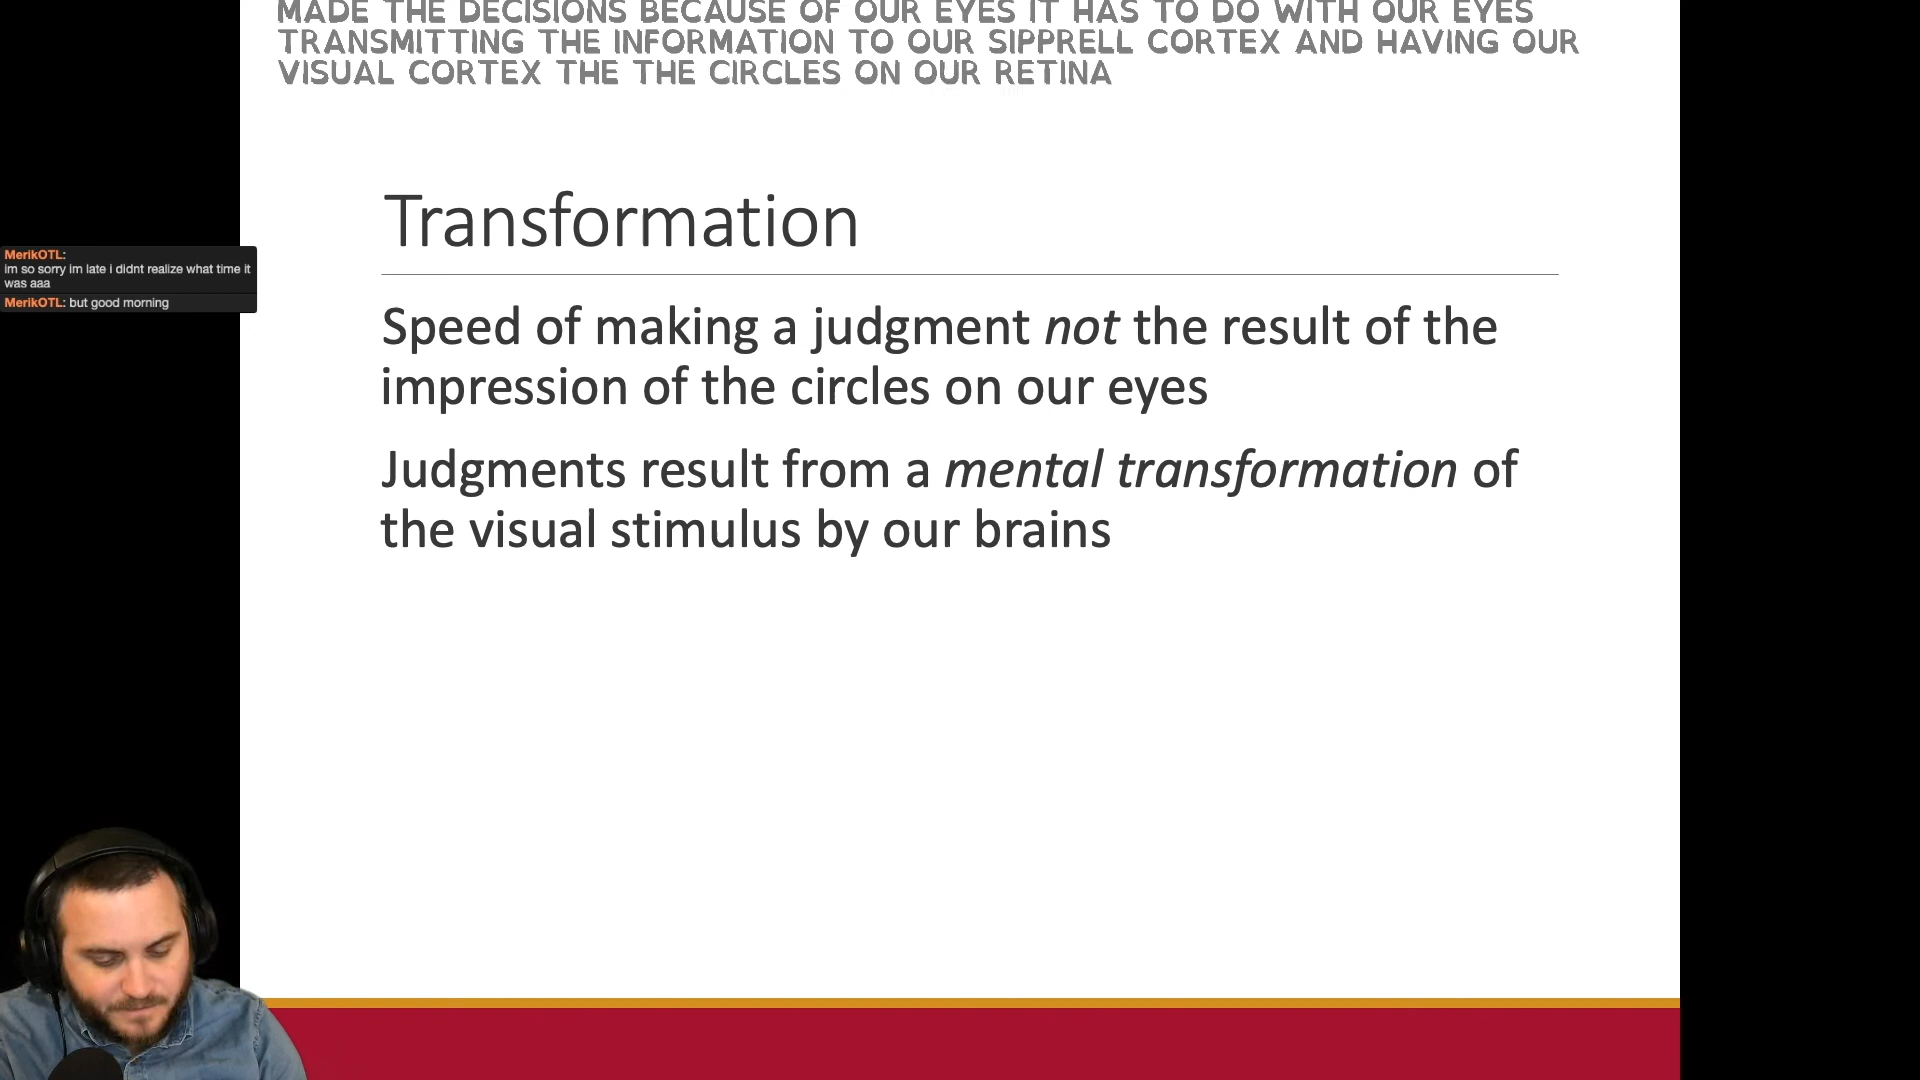 MADE THE DECISIONS BECAUSE OF OUR EYES IT HAS TO DO WITH OUR EYES
TRANSMITTING THE INFORMATION TO OUR SIPPRELL CORTEX AND HAVING OUR
VISUAL CORTEX THE THE CIRCLES ON OUR RETINA
Transformation
MerikOTL:
im so sorry im late i didnt realize what time it
was aaa
MerikOTL: but good morning
Speed of making a judgment not the result of the
impression of the circles on our eyes
Judgments result from a mental transformation of
the visual stimulus by our brains